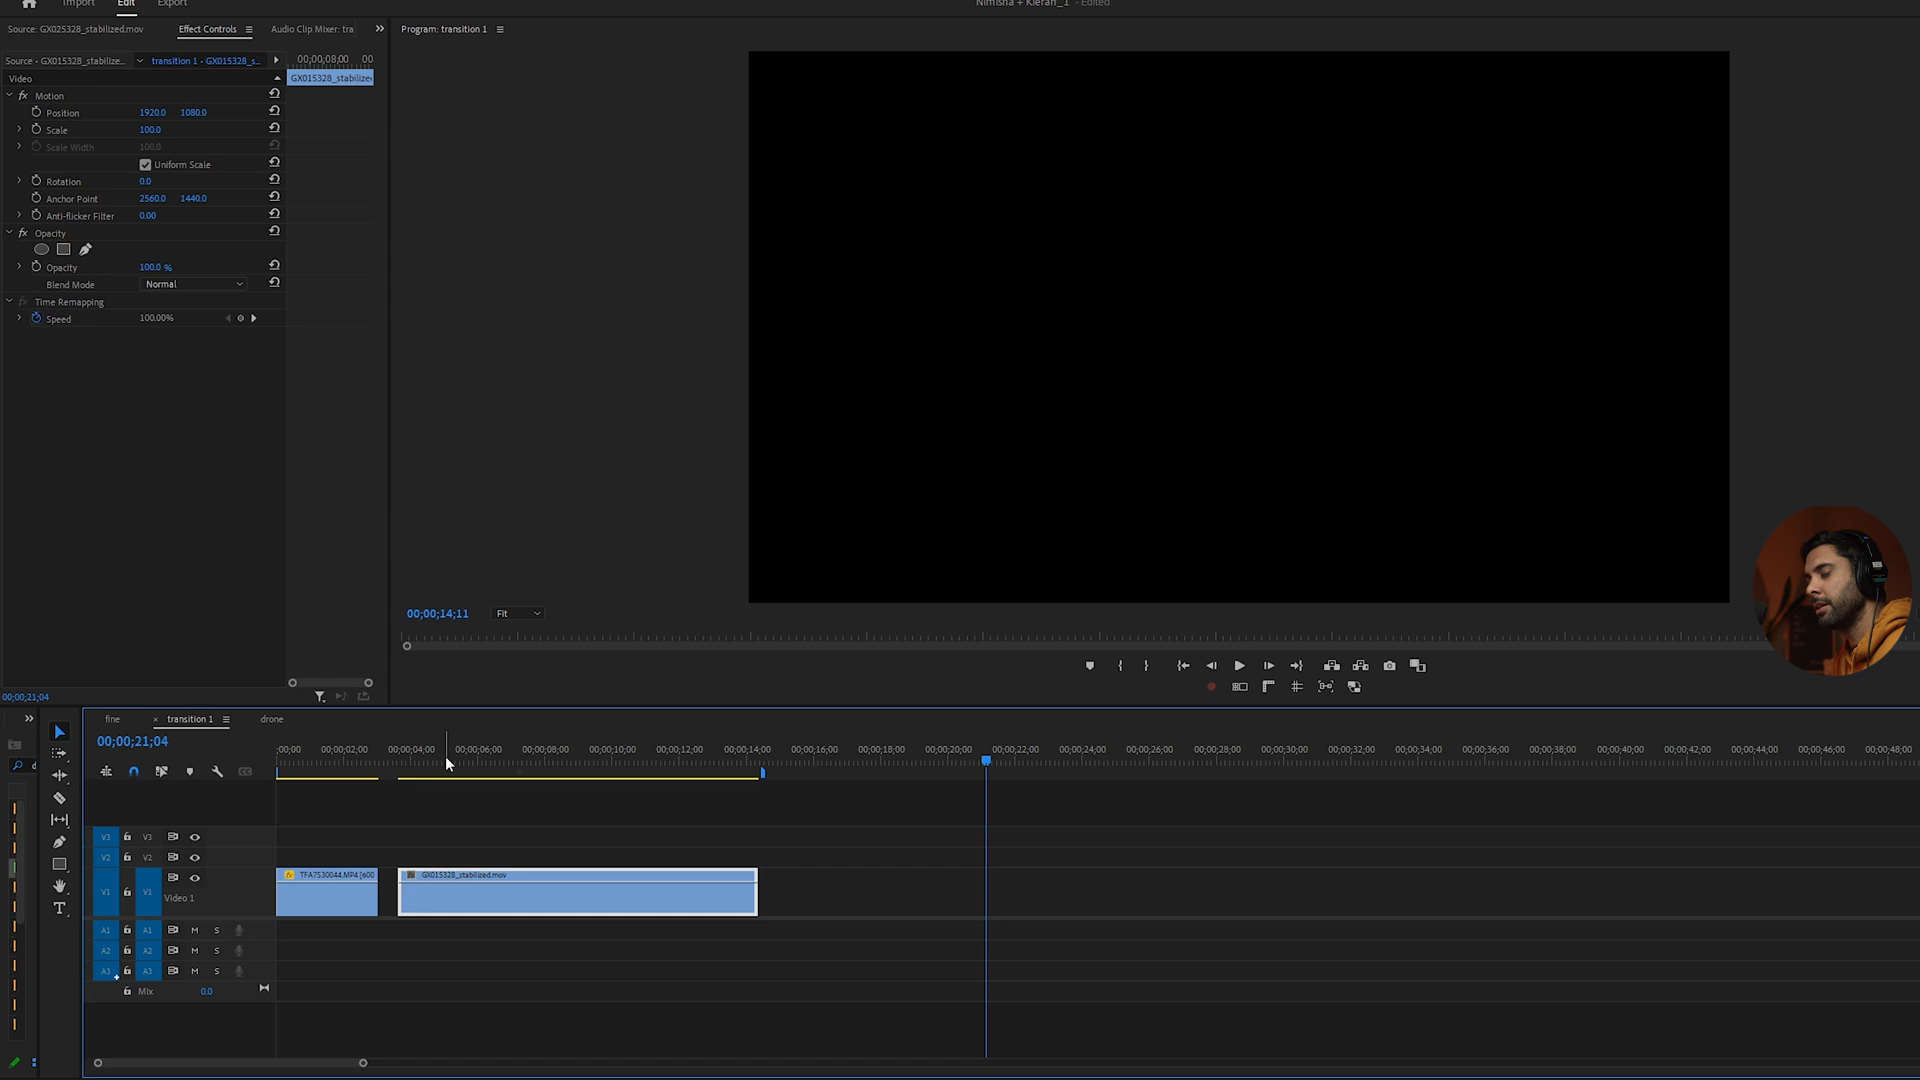 Import Edit Export Nimisha + Kieran_1 - Edited
Source: GX025328_stabilized.mov Effect Controls Audio Clip Mixer: tra Program: transition 1
Source · GX015328_stabilize... transition 1 · GX015328_s... 00;00;08;00 00
Video GX015328_stabilize
fx Motion
Position 1920.0 1080.0
Scale 100.0
Scale Width 100.0
Uniform Scale
Rotation 0.0
Anchor Point 2560.0 1440.0
Anti-flicker Filter 0.00
fx Opacity
Opacity 100.0 %
Blend Mode Normal
fx Time Remapping
Speed 100.00%
00;00;14;11 Fit
00;00;21;04
fine × transition 1 drone
00;00;21;04
;00;00 00;00;02;00 00;00;04;00 00;00;06;00 00;00;08;00 00;00;10;00 00;00;12;00 00;00;14;00 00;00;16;00 00;00;18;00 00;00;20;00 00;00;22;00 00;00;24;00 00;00;26;00 00;00;28;00 00;00;30;00 00;00;32;00 00;00;34;00 00;00;36;00 00;00;38;00 00;00;40;00 00;00;42;00 00;00;44;00 00;00;46;00 00;00;48;00
V3 V3
V2 V2
fx TFA7530044.MP4 [600 GX015328_stabilized.mov
V1 V1 Video 1
A1 A1 M S
A2 A2 M S
A3 A3 M S
Mix 0.0